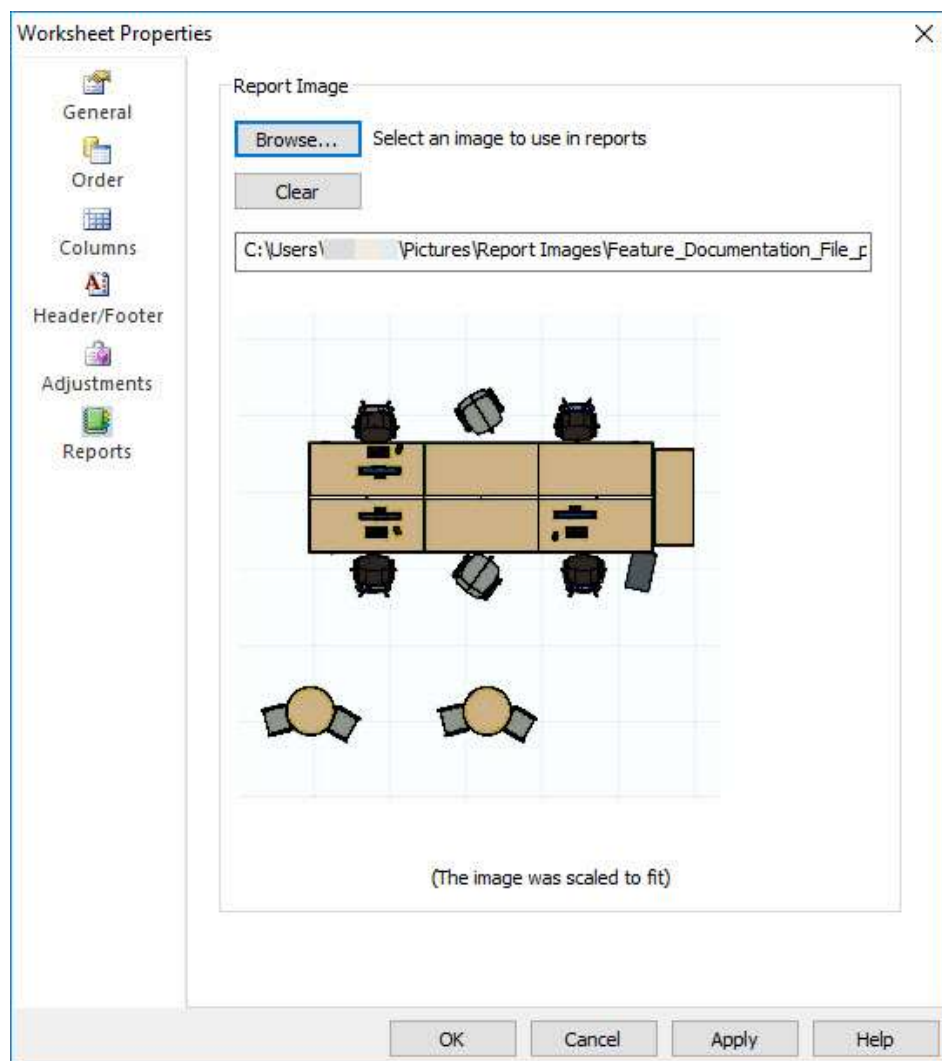 Worksheet Properties
General
Order
Columns
Header/Footer
Adjustments
Reports
Report Image
Browse...
Select an image to use in reports
Clear
C:\Users\ \Pictures\Report Images\Feature_Documentation_File_p
(The image was scaled to fit)
OK
Cancel
Apply
Help